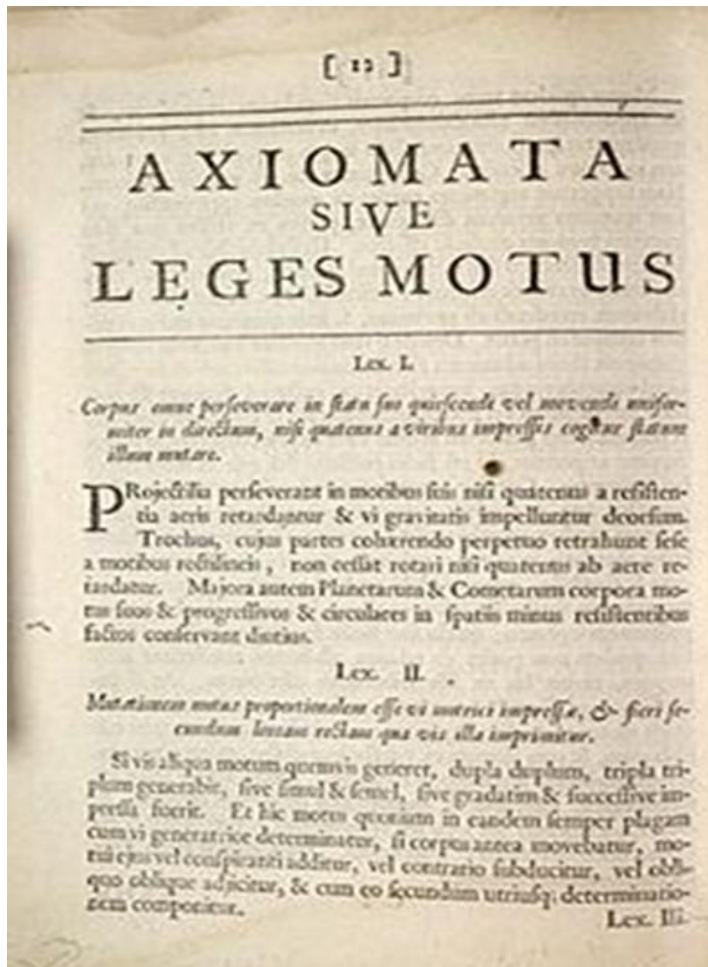 [ 12 ]
AXIOMATA
SIVE
LEGES MOTUS
Lex. I.
Corpus omne perseverare in statu suo quiescendi vel movendi unifor-
miter in directum, nisi quatenus a viribus impressis cogitur statum
illum mutare.
PRojectilia perseverant in motibus suis nisi quatenus a resisten-
tia aeris retardantur & vi gravitatis impelluntur deorsum.
Trochus, cujus partes cohærendo perpetuo retrahunt sese
a motibus rectilineis, non cessat rotari nisi quatenus ab aere re-
tardatur. Majora autem Planetarum & Cometarum corpora mo-
tus suos & progressivos & circulares in spatiis minus resistentibus
factos conservant diutius.
Lex. II.
Mutationem motus proportionalem esse vi motrici impressæ, & fieri se-
cundum lineam rectam qua vis illa imprimitur.
Si vis aliqua motum quemvis generet, dupla duplum, tripla tri-
plum generabit, sive simul & semel, sive gradatim & successive im-
pressa fuerit. Et hic motus quoniam in eandem semper plagam
cum vi generatrice determinatur, si corpus antea movebatur, mo-
tui ejus vel conspiranti additur, vel contrario subducitur, vel obli-
quo oblique adjicitur, & cum eo secundum utriusq; determinatio-
nem componitur.
Lex. III.